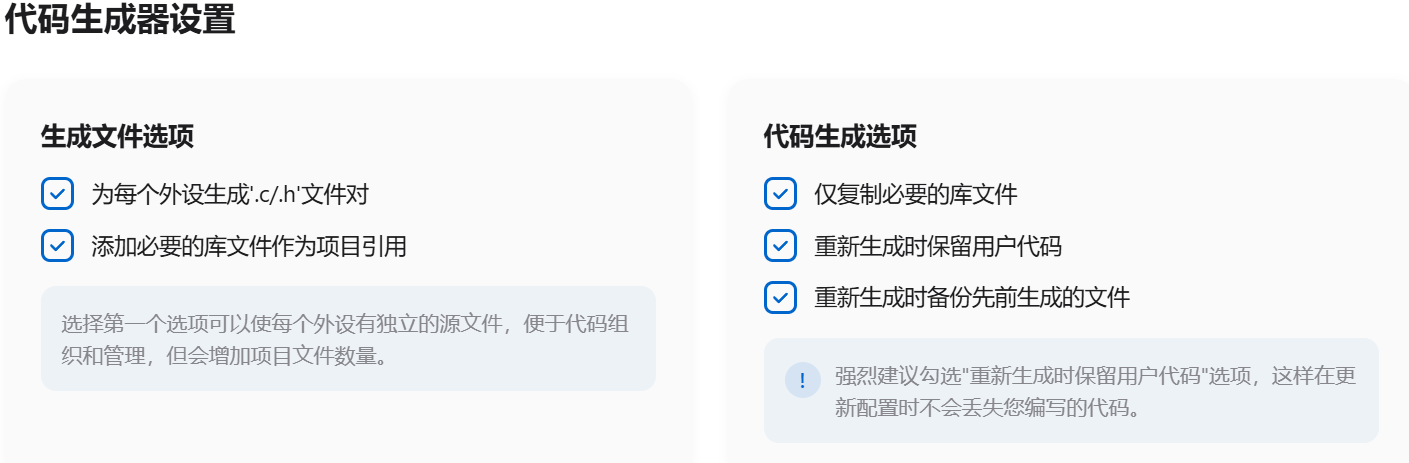 代码生成器设置
生成文件选项
为每个外设生成'.c/.h'文件对
添加必要的库文件作为项目引用
选择第一个选项可以使每个外设有独立的源文件，便于代码组
织和管理，但会增加项目文件数量。
代码生成选项
仅复制必要的库文件
重新生成时保留用户代码
重新生成时备份先前生成的文件
!
强烈建议勾选"重新生成时保留用户代码"选项，这样在更
新配置时不会丢失您编写的代码。